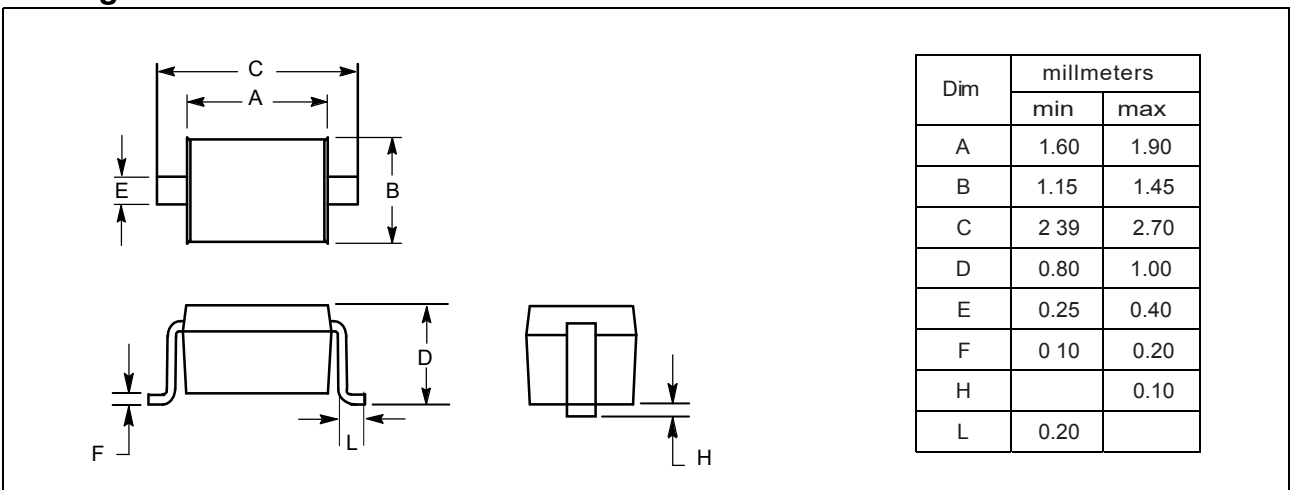 C
A
E
B
D
F
L
H
Dim millmeters
min max
A 1.60 1.90
B 1.15 1.45
C 2 39 2.70
D 0.80 1.00
E 0.25 0.40
F 0 10 0.20
H 0.10
L 0.20